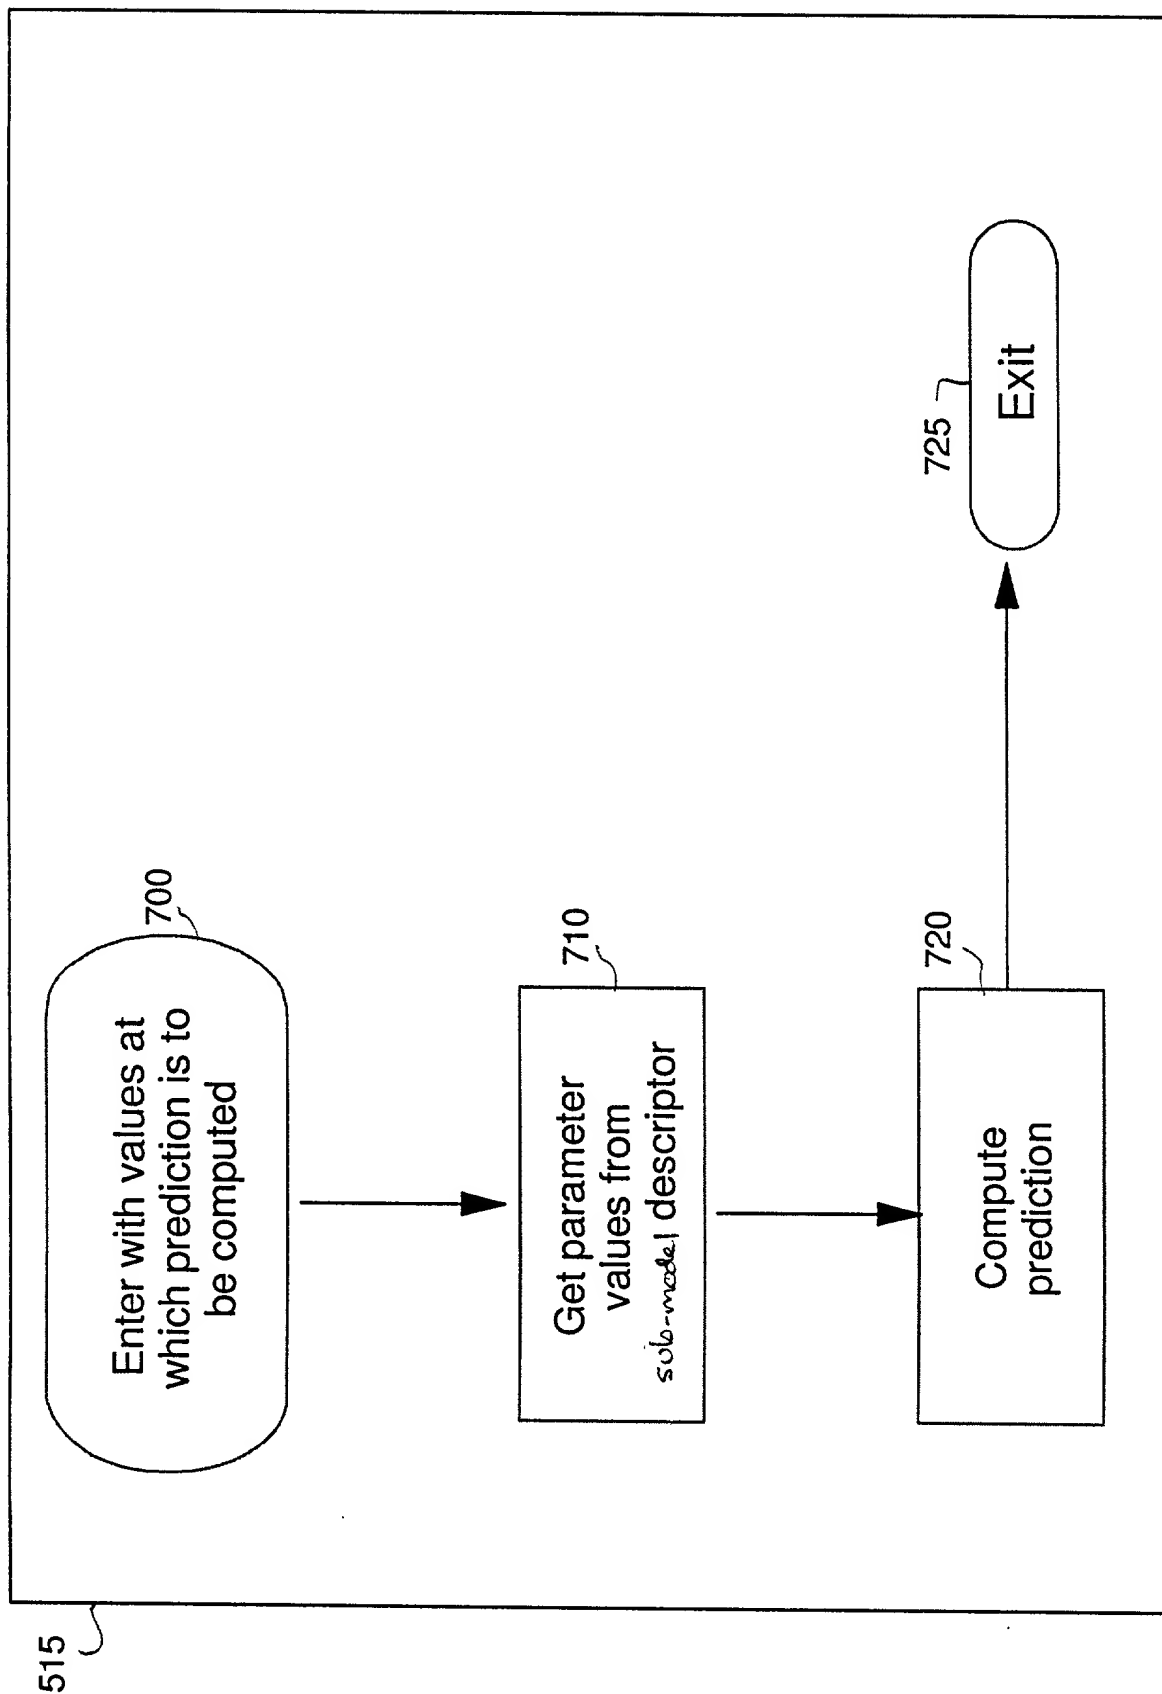 515
700
Enter with values at
which prediction is to
be computed
710
Get parameter
values from
sub-model descriptor
720
Compute
prediction
725
Exit